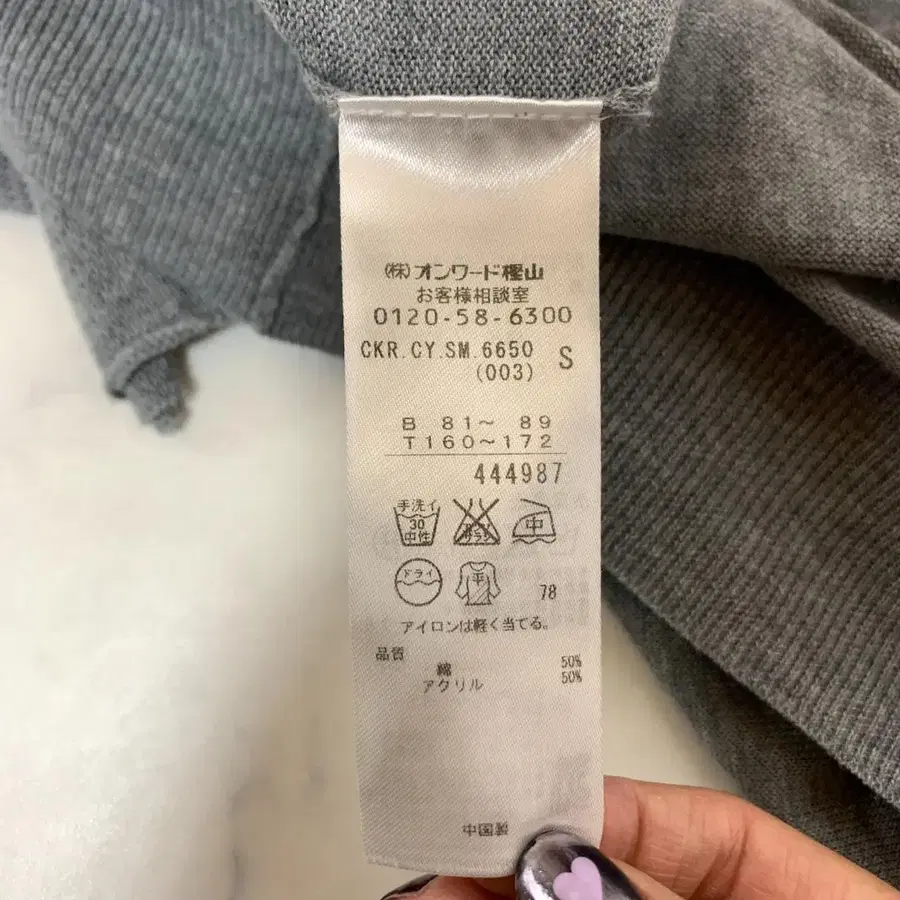 (株)オンワード樫山
お客様相談室
0120-58-6300
CKR.CY.SM.6650 S
(003)
B 81～ 89
T160～172
444987
手洗イ
30
中性
エンソ
サラシ
中
ドライ
平
78
アイロンは軽く当てる。
品質
綿 50%
アクリル 50%
中国製